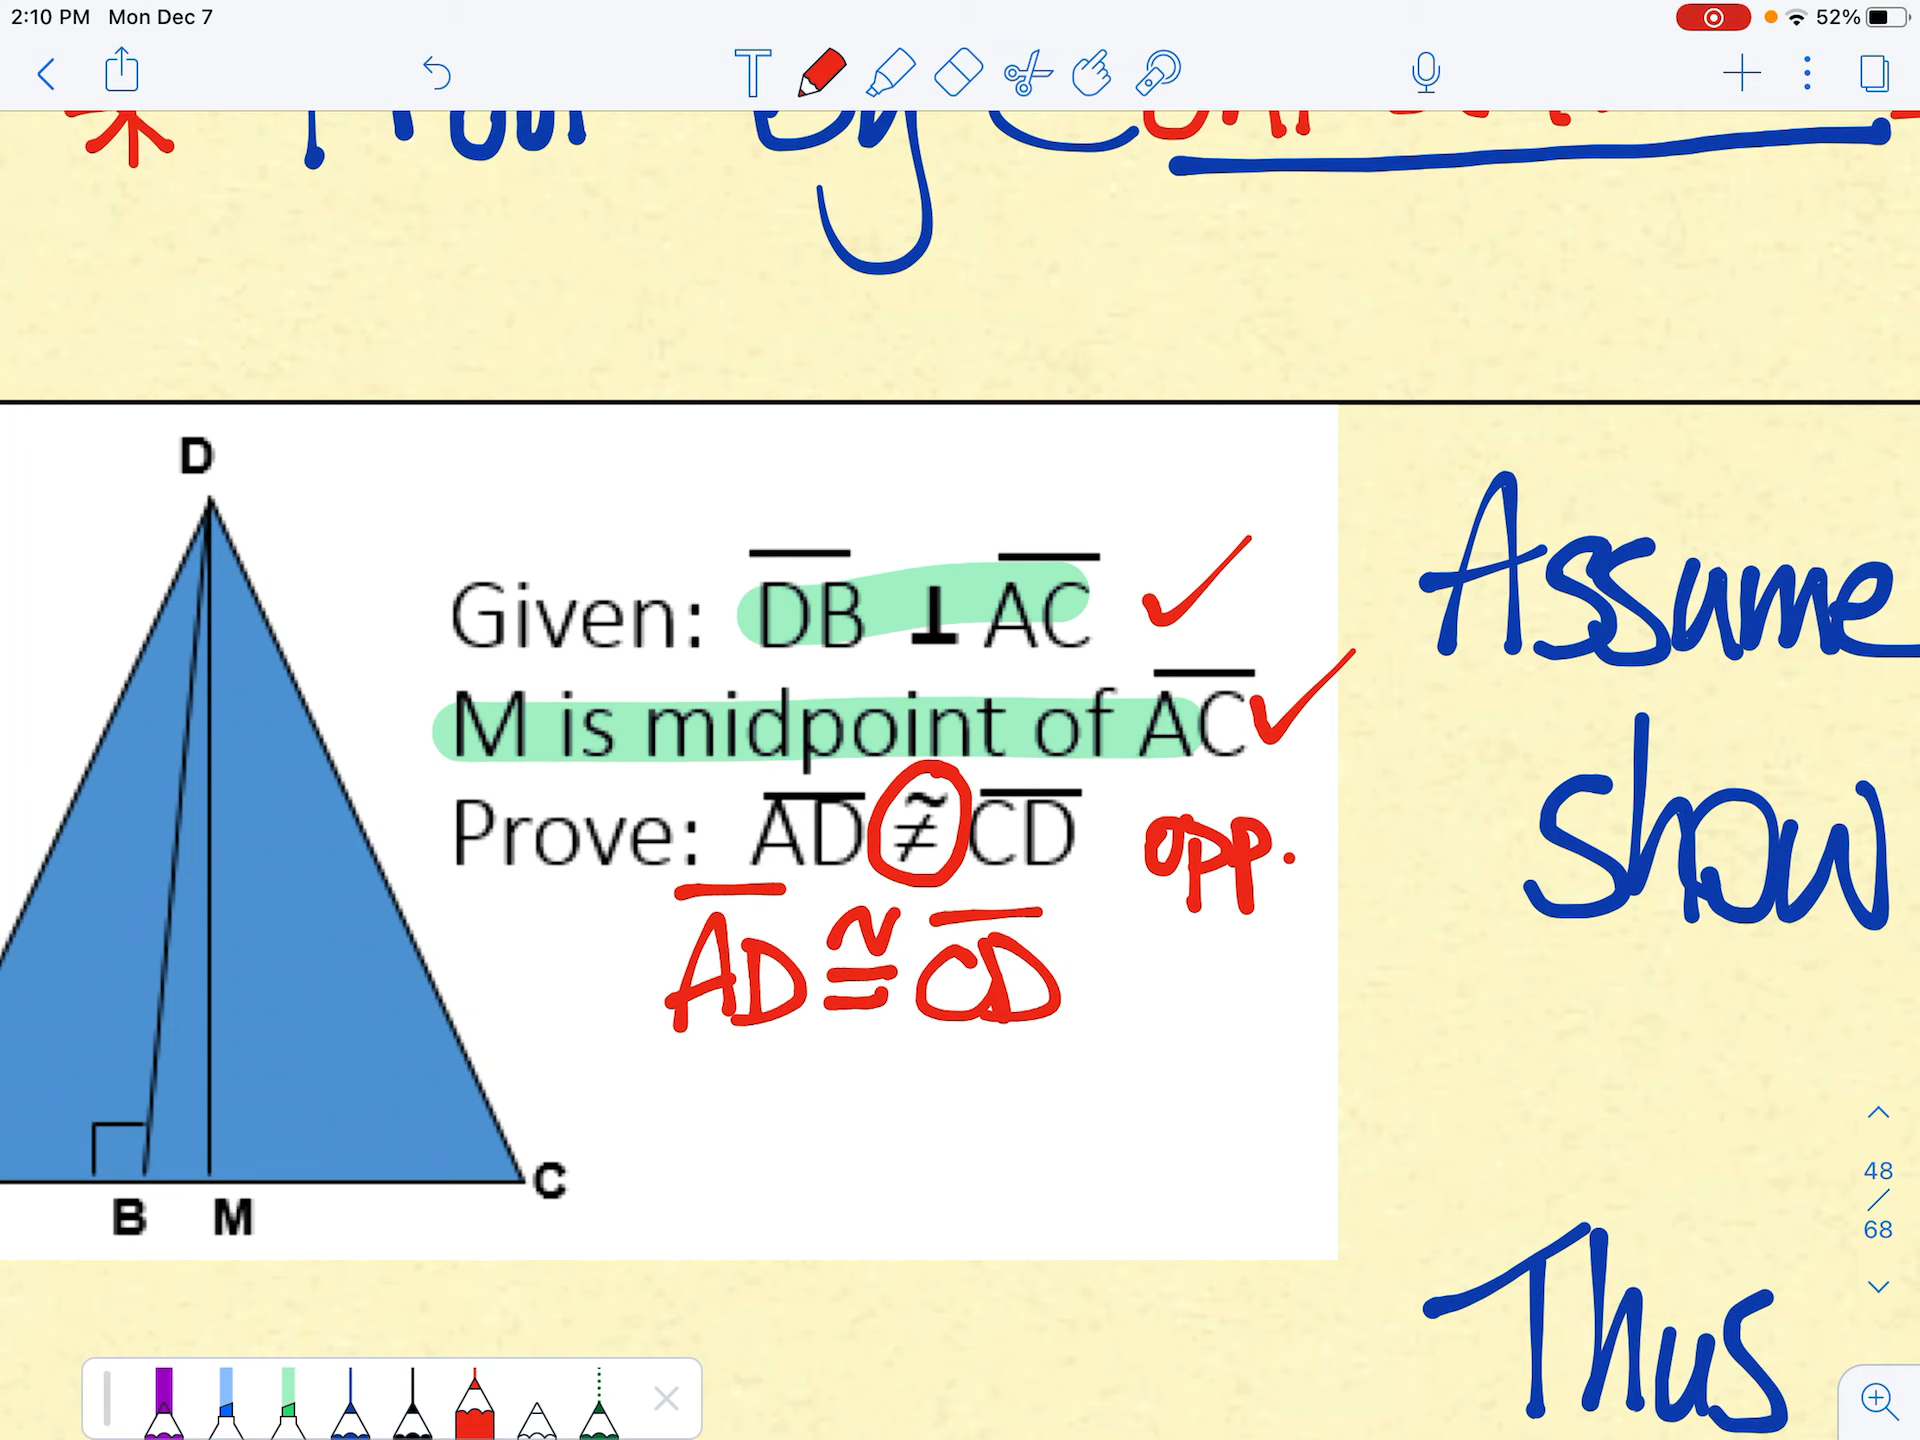 2:10 PM Mon Dec 7
52%
By
D
Given: DB ⊥ AC
M is midpoint of AC
Prove: AD ≇ CD
opp.
AD ≅ CD
Assume
show
Thus
B M C
48
/
68